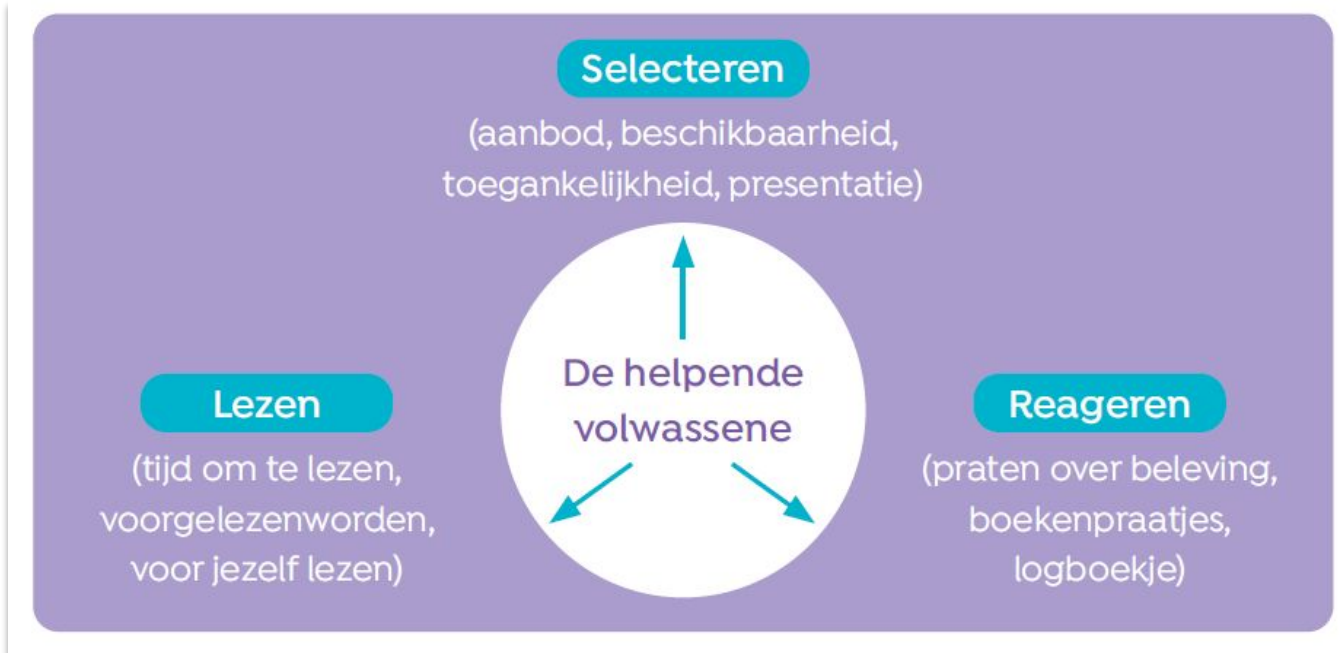 Selecteren
(aanbod, beschikbaarheid,
toegankelijkheid, presentatie)
De helpende
volwassene
Lezen
(tijd om te lezen,
voorgelezenworden,
voor jezelf lezen)
Reageren
(praten over beleving,
boekenpraatjes,
logboekje)